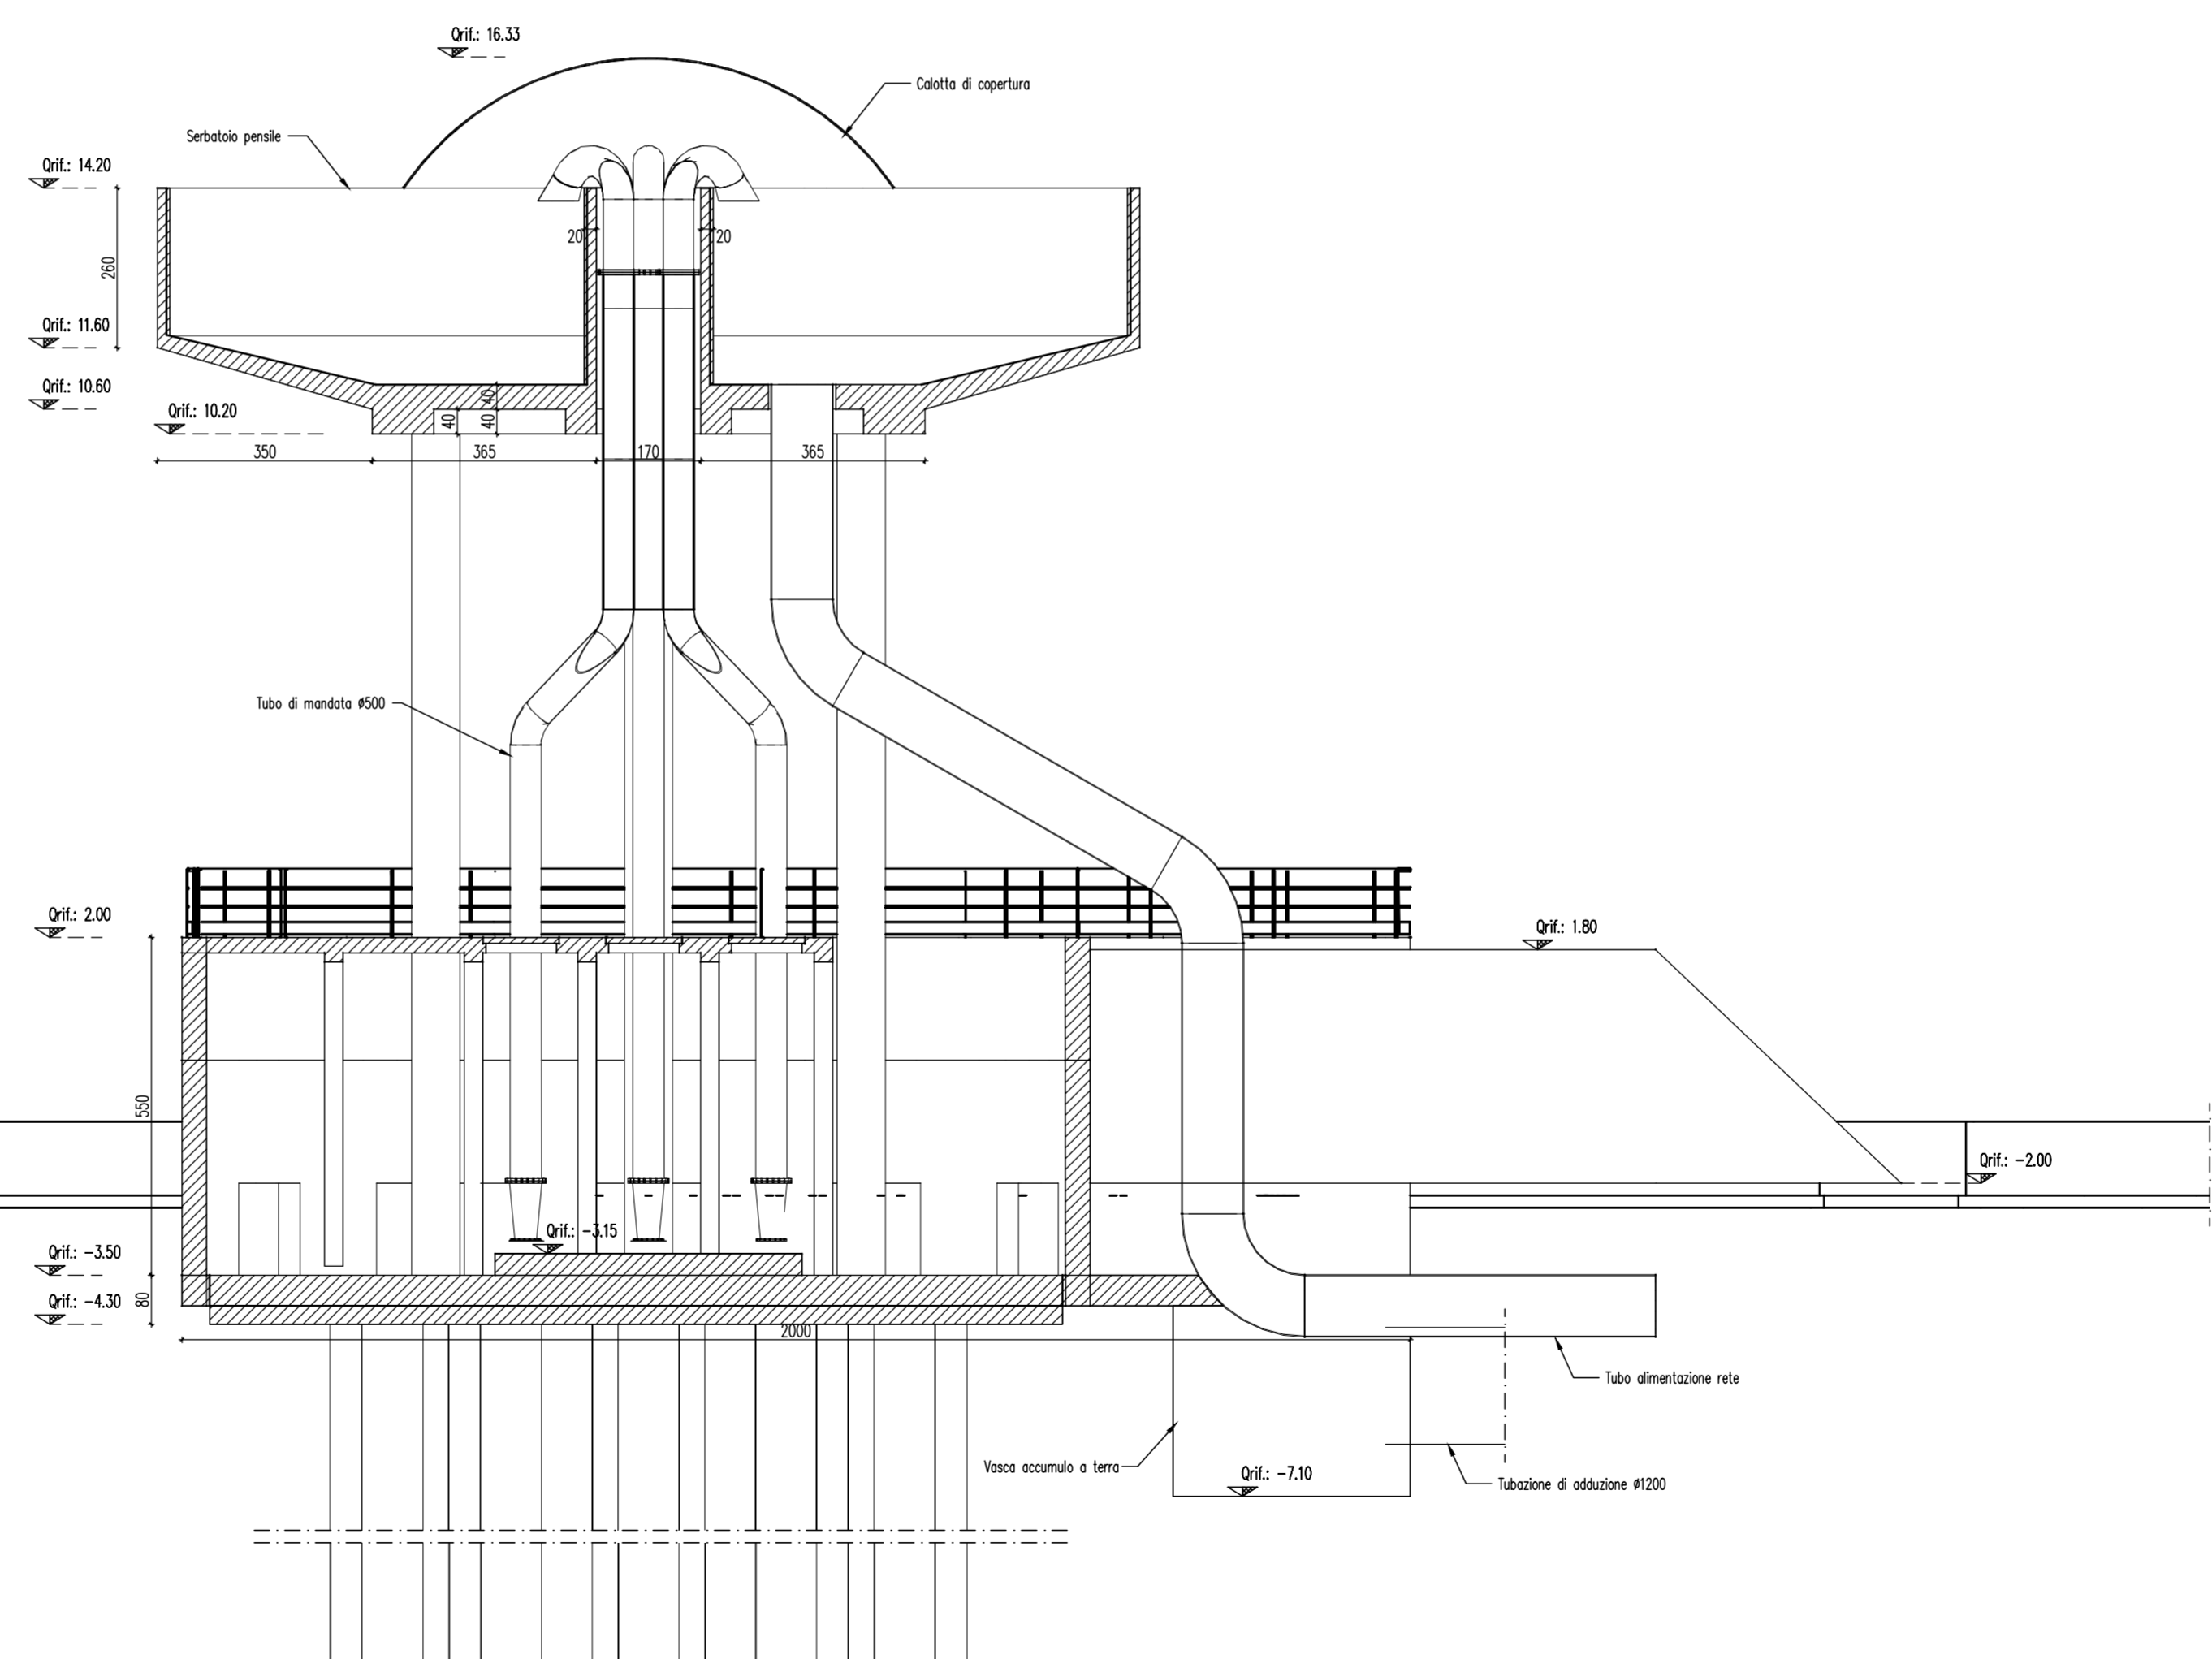 Qrif.: 16.33
Calotta di copertura
Serbatoio pensile
Qrif.: 14.20
20
20
260
Qrif.: 11.60
Qrif.: 10.60
40
Qrif.: 10.20
40
40
350
365
170
365
Tubo di mandata ø500
Qrif.: 2.00
Qrif.: 1.80
550
Qrif.: -2.00
Qrif.: -3.15
Qrif.: -3.50
Qrif.: -4.30
80
2000
Tubo alimentazione rete
Vasca accumulo a terra
Qrif.: -7.10
Tubazione di adduzione ø1200